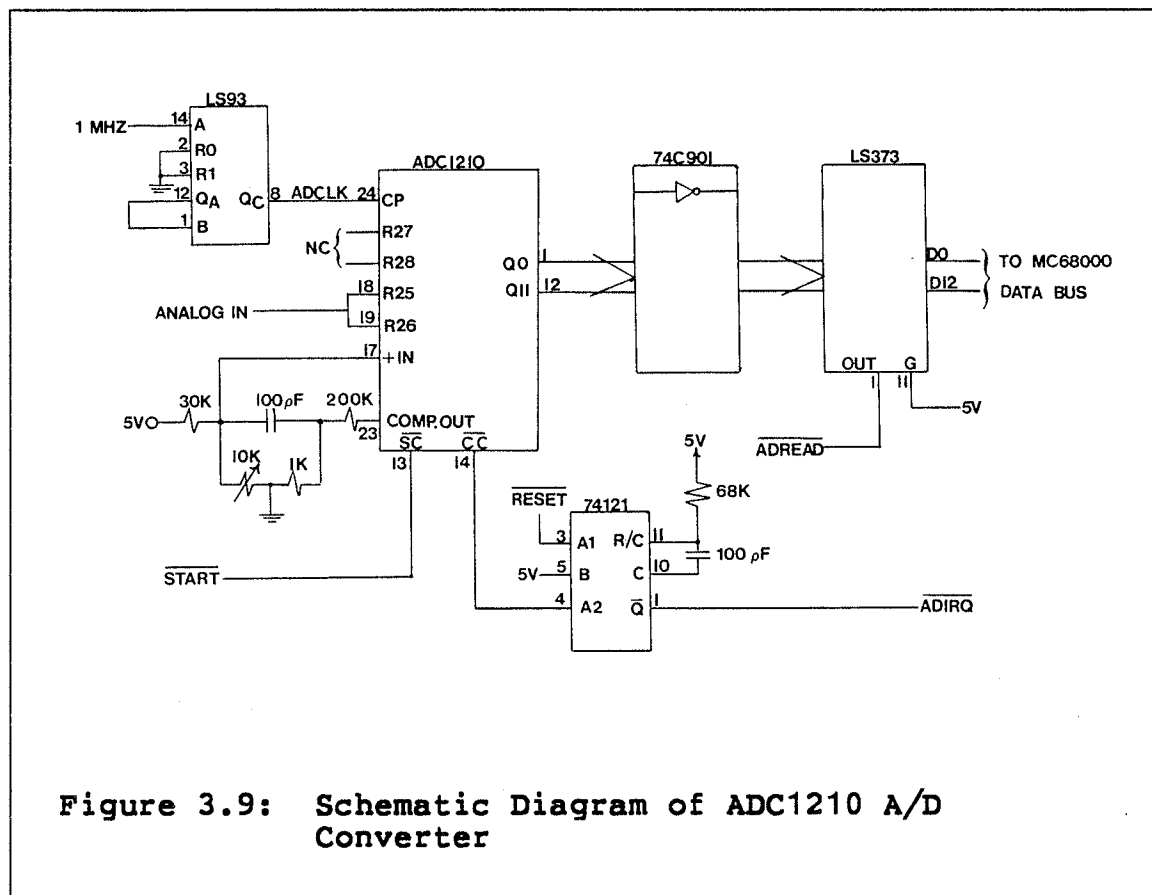 LS93
1 MHZ
14 A
2 R0
3 R1
12 QA
1 B
QC 8 ADCLK
ADC1210
24 CP
NC
R27
R28
18 R25
ANALOG IN
19 R26
17 +IN
Q0 1
Q11 12
74C901
LS373
D0
D12
TO MC68000
DATA BUS
OUT G
1 11
5V
ADREAD
5V
30K
100ρF
200K
COMP.OUT
23
10K
1K
SC
13
CC
14
START
RESET
74121
3 A1
5V
5 B
4 A2
R/C 11
C 10
Q 1
5V
68K
100 ρF
ADIRQ
Figure 3.9: Schematic Diagram of ADC1210 A/D
Converter